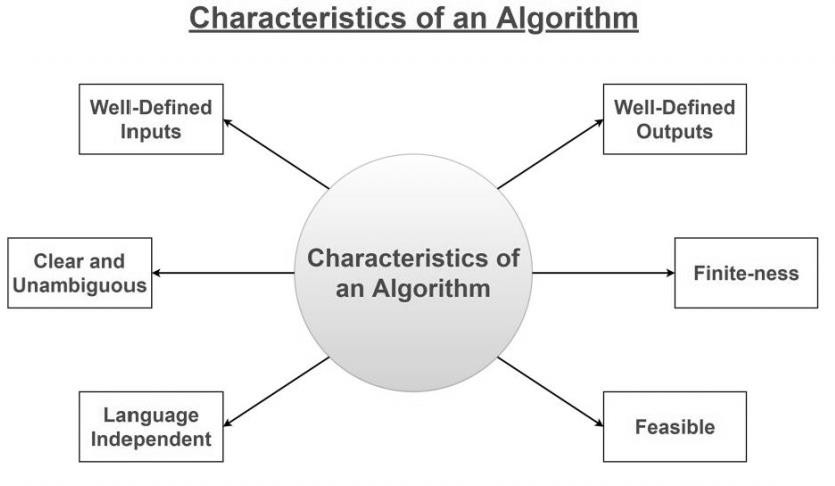 Characteristics of an Algorithm
Well-Defined
Inputs
Well-Defined
Outputs
Clear and
Unambiguous
Characteristics of
an Algorithm
Finite-ness
Language
Independent
Feasible